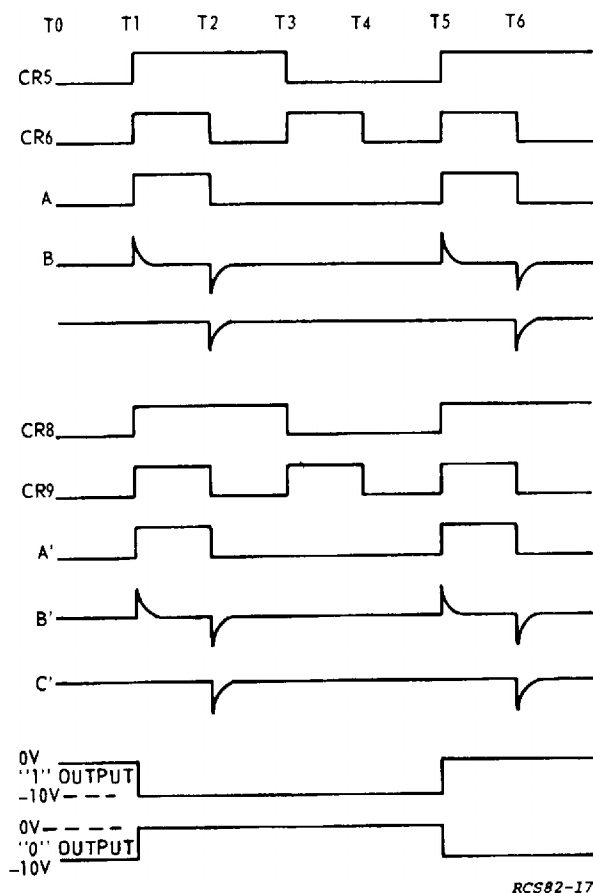 T0 T1 T2 T3 T4 T5 T6
CR5
CR6
A
B
CR8
CR9
A'
B'
C'
0V
"1" OUTPUT
-10V
0V
"0" OUTPUT
-10V
RCS82-17